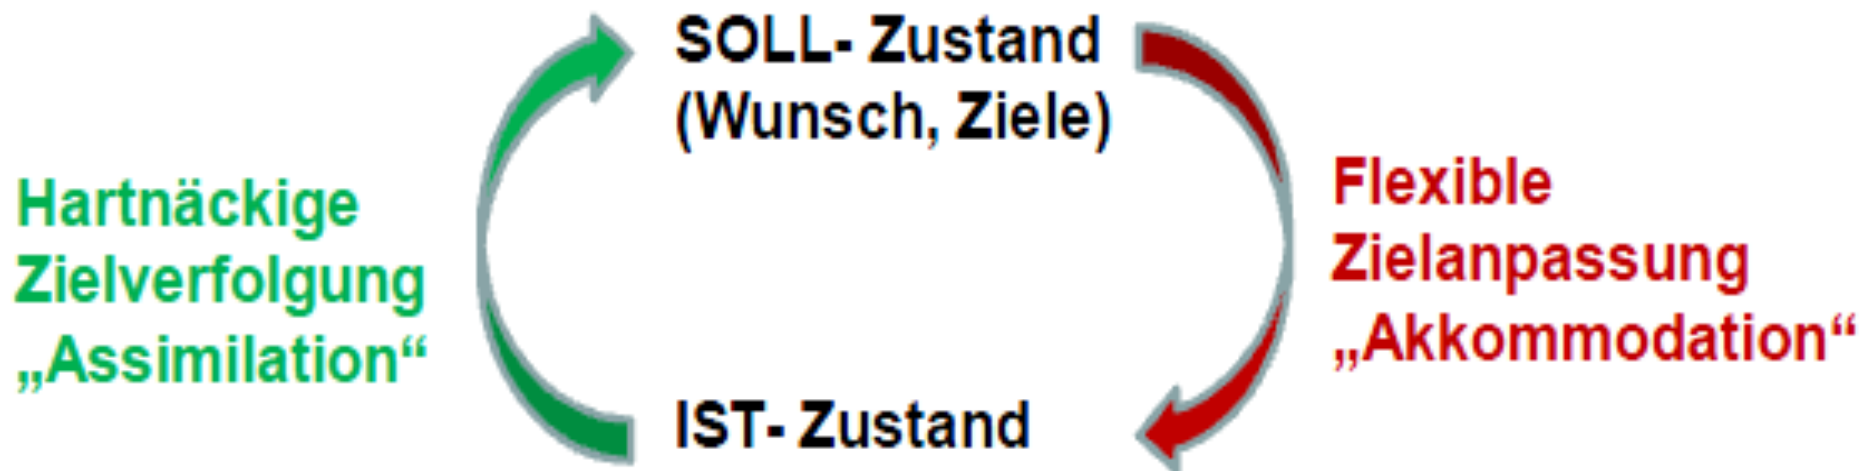 SOLL- Zustand
(Wunsch, Ziele)
Hartnäckige
Zielverfolgung
„Assimilation“
Flexible
Zielanpassung
„Akkommodation“
IST- Zustand